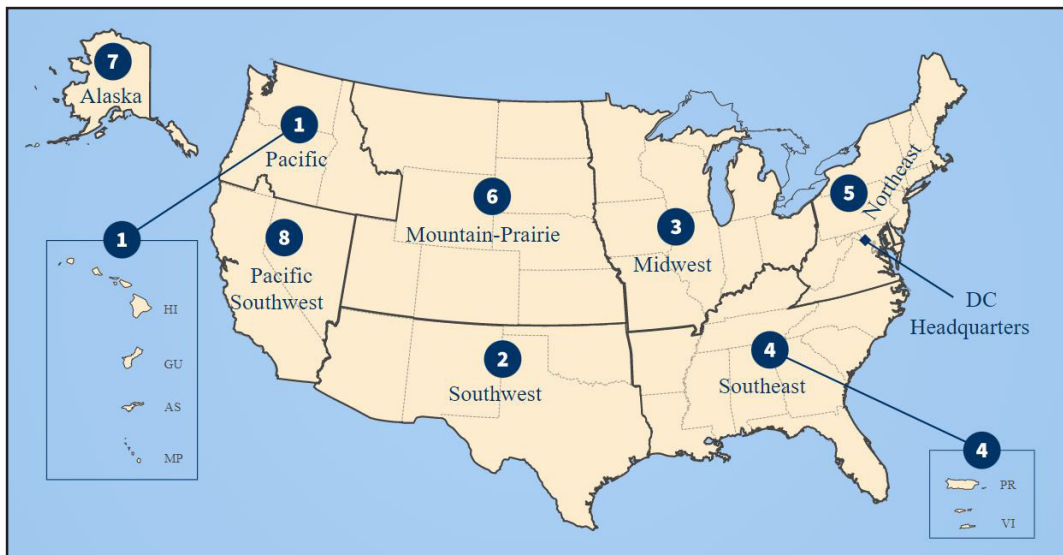 7
Alaska
1
Pacific
6
Mountain-Prairie
5
Northeast
3
Midwest
8
Pacific
Southwest
1
HI
GU
AS
MP
DC
Headquarters
2
Southwest
4
Southeast
4
PR
VI